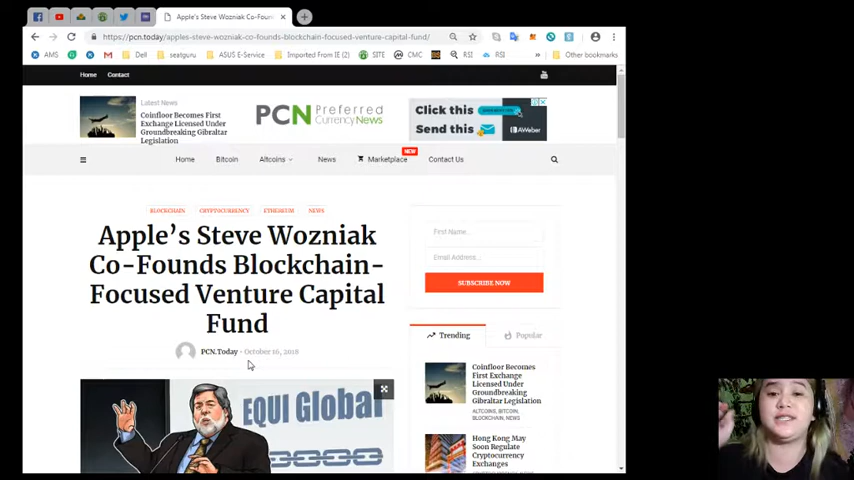 Apple's Steve Wozniak Co-Foun
https://pcn.today/apples-steve-wozniak-co-founds-blockchain-focused-venture-capital-fund/
AMS
Dell
seatguru
ASUS E-Service
Imported From IE (2)
SITE
CMC
RSI
RSI
»
Other bookmarks
Home Contact
Latest News
Coinfloor Becomes First
Exchange Licensed Under
Groundbreaking Gibraltar
Legislation
PCN Preferred
Currency News
Click this
Send this
AWeber
Home Bitcoin Altcoins News Marketplace Contact Us
NEW
BLOCKCHAIN CRYPTOCURRENCY ETHEREUM NEWS
Apple's Steve Wozniak
Co-Founds Blockchain-
Focused Venture Capital
Fund
PCN.Today - October 16, 2018
EQUI Global
First Name...
Email Address...
SUBSCRIBE NOW
Trending Popular
Coinfloor Becomes
First Exchange
Licensed Under
Groundbreaking
Gibraltar Legislation
ALTCOINS, BITCOIN,
BLOCKCHAIN, NEWS
Hong Kong May
Soon Regulate
Cryptocurrency
Exchanges